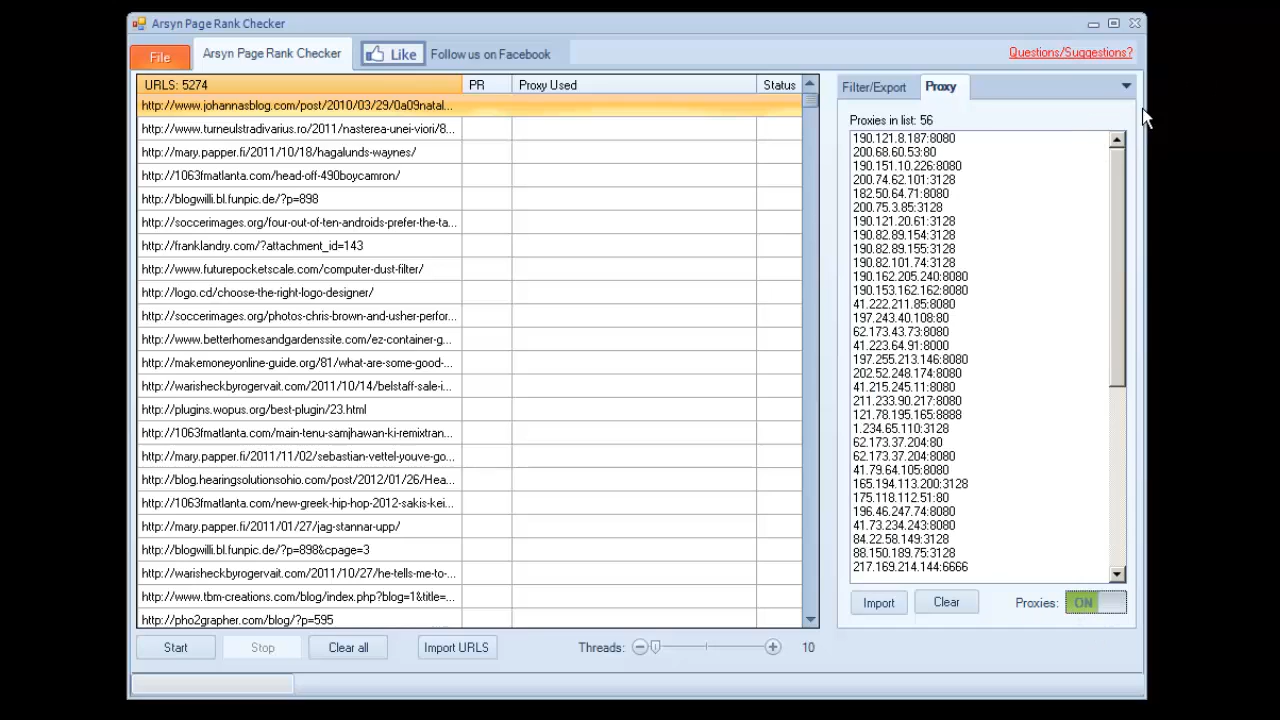 Arsyn Page Rank Checker
File
Arsyn Page Rank Checker
Like
Follow us on Facebook
Questions/Suggestions?
URLS: 5274
PR
Proxy Used
Status
http://www.johannasblog.com/post/2010/03/29/0a09natal...
http://www.turneulstradivarius.ro/2011/nasterea-unei-viori/8...
http://mary.papper.fi/2011/10/18/hagalunds-waynes/
http://1063fmatlanta.com/head-off-490boycamron/
http://blogwilli.bl.funpic.de/?p=898
http://soccerimages.org/four-out-of-ten-androids-prefer-the-ta...
http://franklandry.com/?attachment_id=143
http://www.futurepocketscale.com/computer-dust-filter/
http://logo.cd/choose-the-right-logo-designer/
http://soccerimages.org/photos-chris-brown-and-usher-perfor...
http://www.betterhomesandgardenssite.com/ez-container-g...
http://makemoneyonline-guide.org/81/what-are-some-good-...
http://warisheckbyrogervait.com/2011/10/14/belstaff-sale-i...
http://plugins.wopus.org/best-plugin/23.html
http://1063fmatlanta.com/main-tenu-samjhawan-ki-remixtran...
http://mary.papper.fi/2011/11/02/sebastian-vettel-youve-go...
http://blog.hearingsolutionsohio.com/post/2012/01/26/Hea...
http://1063fmatlanta.com/new-greek-hip-hop-2012-sakis-kei...
http://mary.papper.fi/2011/01/27/jag-stannar-upp/
http://blogwilli.bl.funpic.de/?p=898&cpage=3
http://warisheckbyrogervait.com/2011/10/27/he-tells-me-to-...
http://www.tbm-creations.com/blog/index.php?blog=1&title=...
http://pho2grapher.com/blog/?p=595
Filter/Export
Proxy
Proxies in list: 56
190.121.8.187:8080
200.68.60.53:80
190.151.10.226:8080
200.74.62.101:3128
182.50.64.71:8080
200.75.3.85:3128
190.121.20.61:3128
190.82.89.154:3128
190.82.89.155:3128
190.82.101.74:3128
190.162.205.240:8080
190.153.162.162:8080
41.222.211.85:8080
197.243.40.108:80
62.173.43.73:8080
41.223.64.91:8000
197.255.213.146:8080
202.52.248.174:8080
41.215.245.11:8080
211.233.90.217:8080
121.78.195.165:8888
1.234.65.110:3128
62.173.37.204:80
62.173.37.204:8080
41.79.64.105:8080
165.194.113.200:3128
175.118.112.51:80
196.46.247.74:8080
41.73.234.243:8080
84.22.58.149:3128
88.150.189.75:3128
217.169.214.144:6666
Import
Clear
Proxies:
ON
Start
Stop
Clear all
Import URLS
Threads:
10